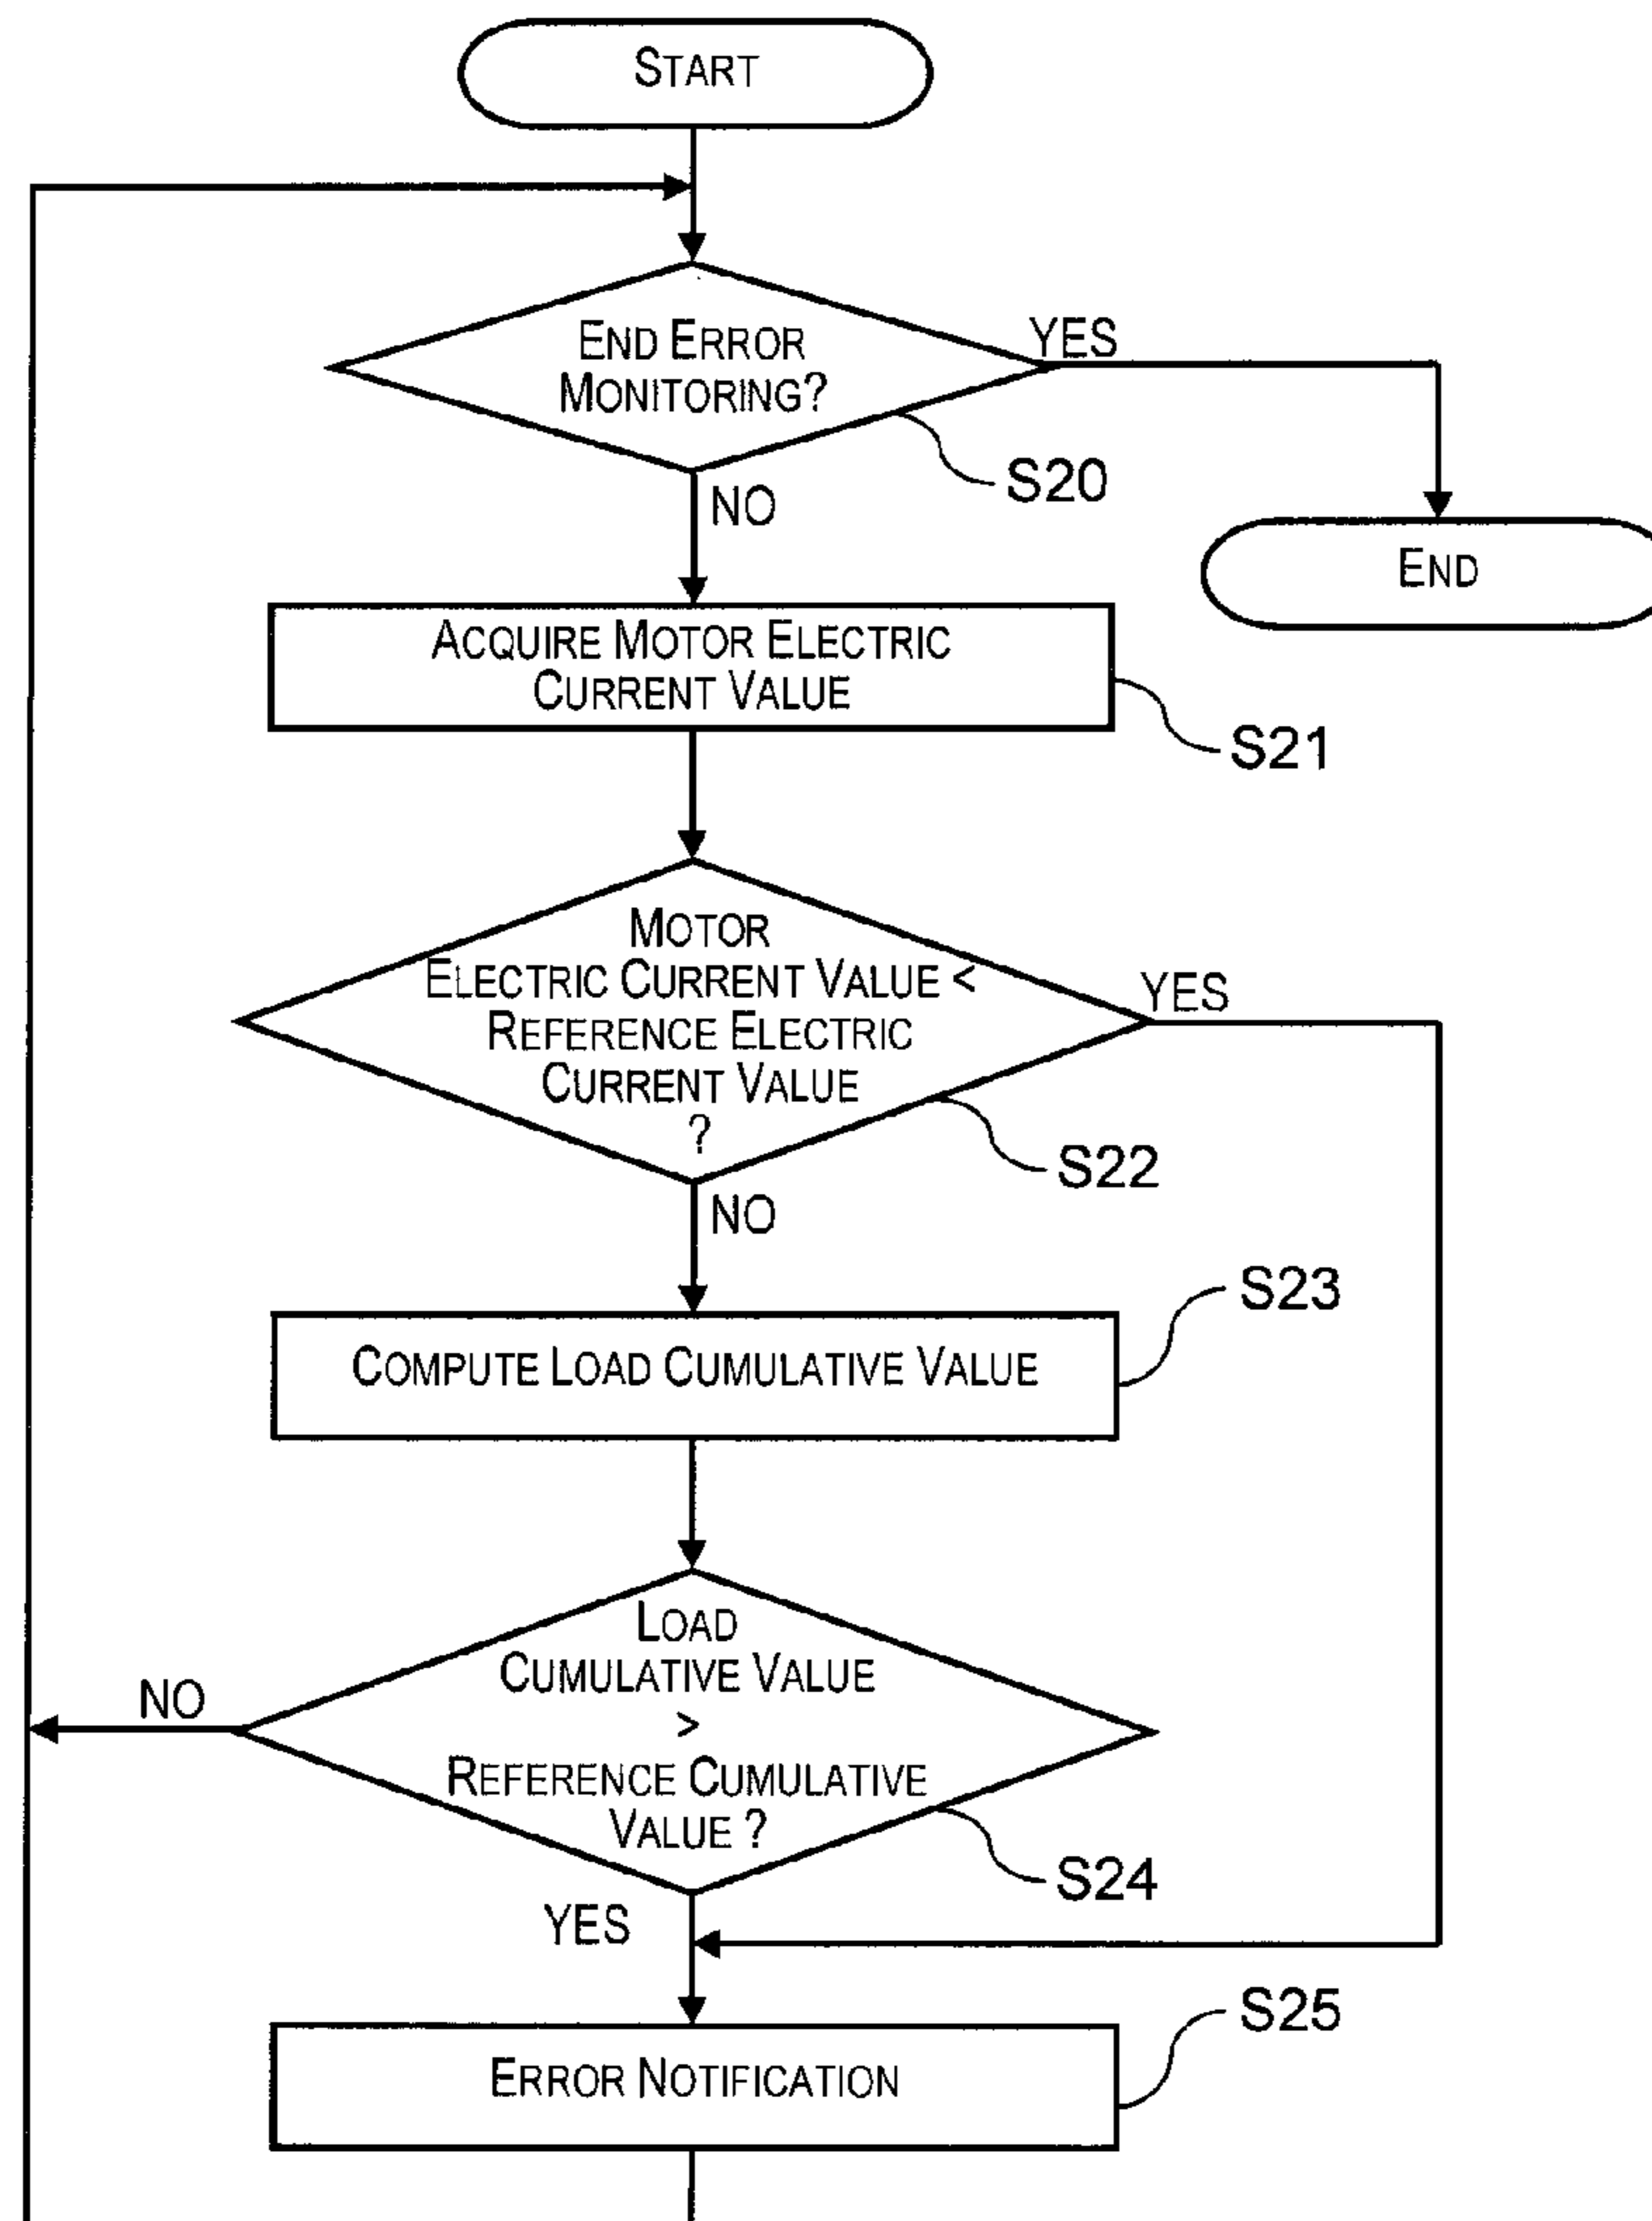 START
END ERROR
MONITORING?
YES
S20
NO
END
ACQUIRE MOTOR ELECTRIC
CURRENT VALUE
S21
MOTOR
ELECTRIC CURRENT VALUE <
REFERENCE ELECTRIC
CURRENT VALUE
?
YES
S22
NO
S23
COMPUTE LOAD CUMULATIVE VALUE
LOAD
CUMULATIVE VALUE
>
REFERENCE CUMULATIVE
VALUE ?
NO
S24
YES
S25
ERROR NOTIFICATION